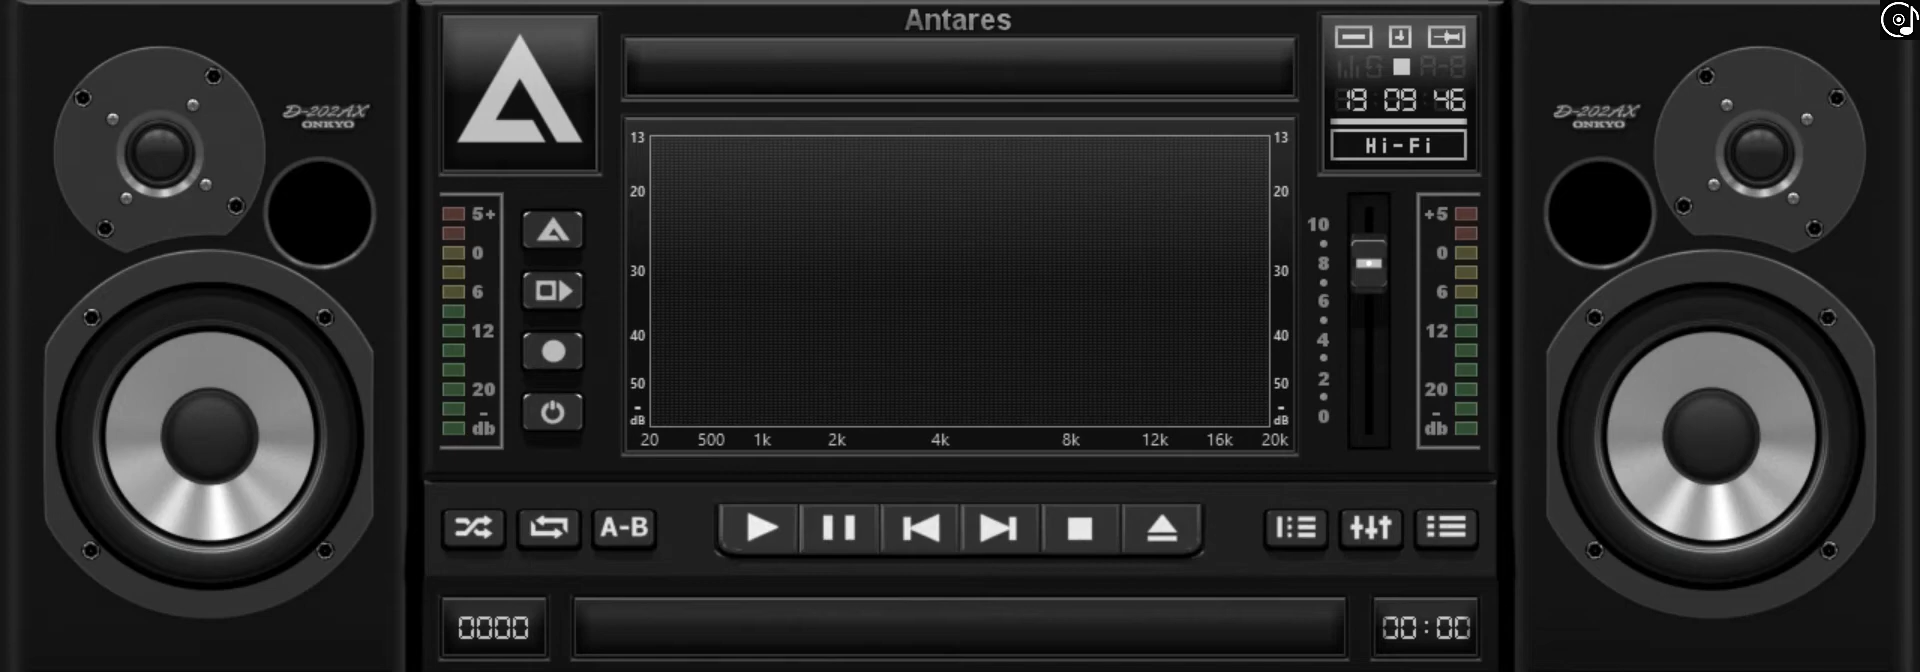 Antares
D-202AX
ONKYO
19 09 46
Hi-Fi
5+
0
6
12
20
-
db
13
20
30
40
50
-
dB
13
20
30
40
50
-
dB
20 500 1k 2k 4k 8k 12k 16k 20k
10
8
6
4
2
0
+5
0
6
12
20
-
db
D-202AX
ONKYO
A-B
A-B
0000
00:00